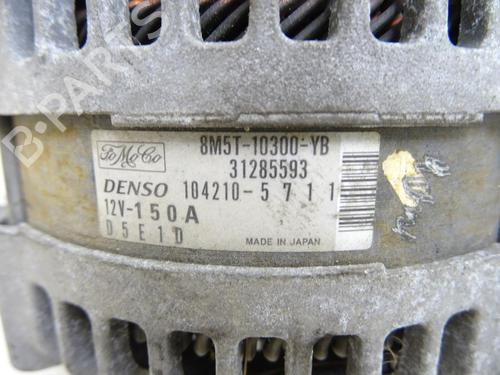 B-PARTS
FoMoCo
8M5T-10300-YB
31285593
DENSO 104210-5711
12V-150A
D5E1D
MADE IN JAPAN